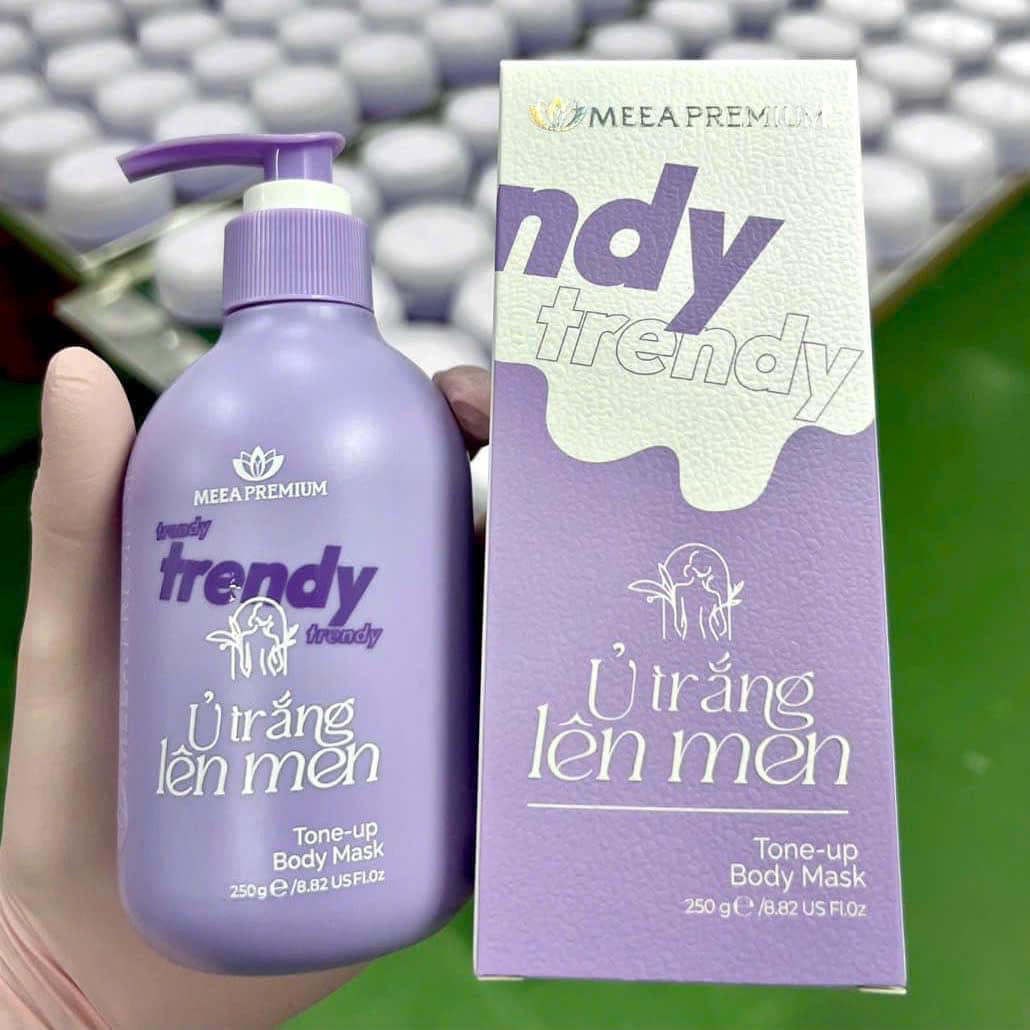 MEEA PREMIUM
trendy
trendy
trendy
Ủ trắng
lên men
Tone-up
Body Mask
250g ℮ /8.82 US Fl.Oz
MEEA PREMIUM
ndy
trendy
Ủ trắng
lên men
Tone-up
Body Mask
250 g ℮ /8.82 US Fl.Oz